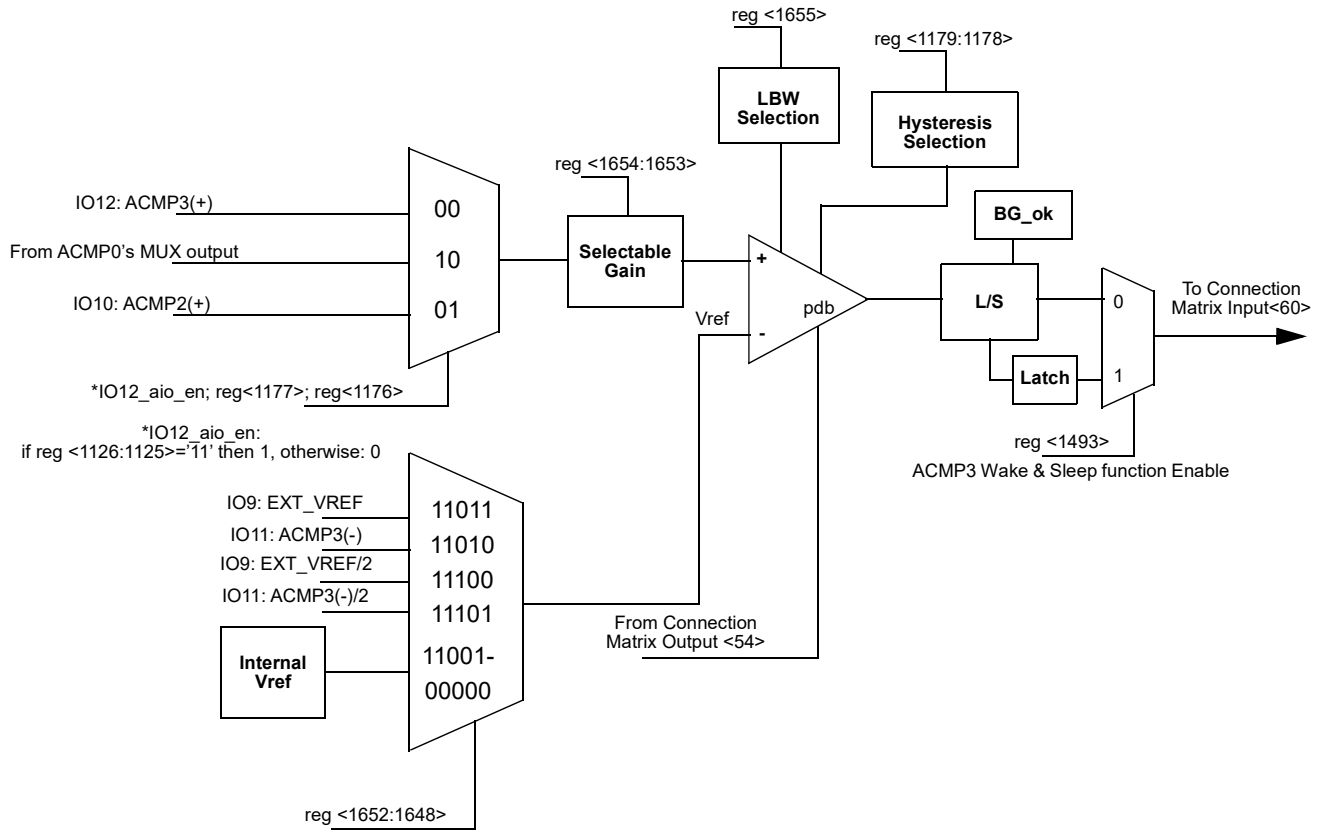 reg <1655>
reg <1179:1178>
LBW
Selection
Hysteresis
Selection
reg <1654:1653>
IO12: ACMP3(+)
00
BG_ok
From ACMP0's MUX output
10
Selectable
Gain
+
L/S
0
To Connection
Matrix Input<60>
IO10: ACMP2(+)
01
Vref
pdb
-
Latch
1
*IO12_aio_en; reg<1177>; reg<1176>
*IO12_aio_en:
if reg <1126:1125>='11' then 1, otherwise: 0
reg <1493>
ACMP3 Wake & Sleep function Enable
IO9: EXT_VREF
11011
IO11: ACMP3(-)
11010
IO9: EXT_VREF/2
11100
IO11: ACMP3(-)/2
11101
From Connection
Matrix Output <54>
Internal
Vref
11001-
00000
reg <1652:1648>